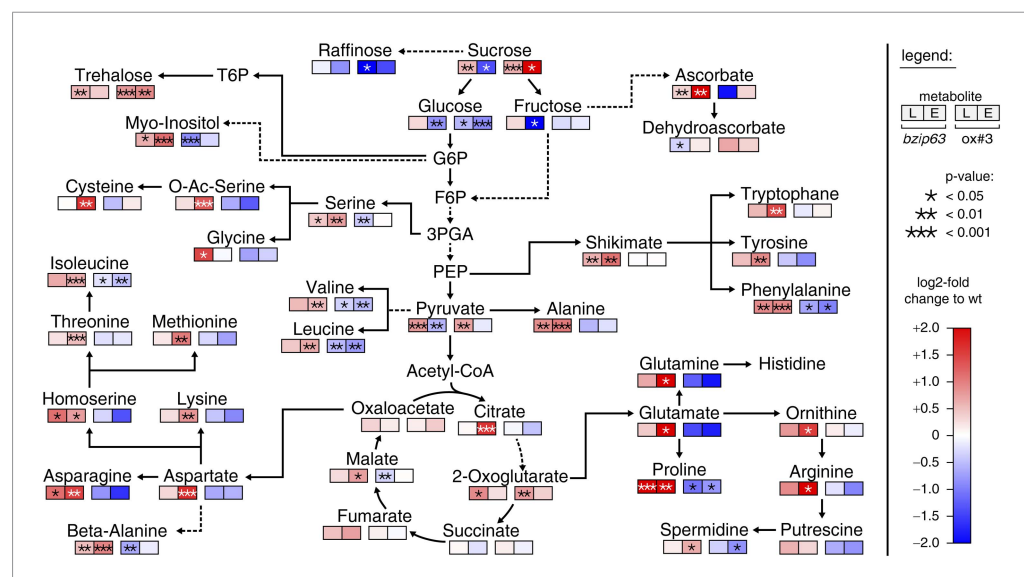 Raffinose
Sucrose
*
** *
*** *
Trehalose
T6P
**
*** **
Ascorbate
** **
Glucose
Fructose
**
* ***
*
Myo-Inositol
* ***
***
Dehydroascorbate
*
G6P
Cysteine
O-Ac-Serine
**
***
F6P
Serine
* **
**
Tryptophane
**
Glycine
*
3PGA
Shikimate
** **
Tyrosine
**
Isoleucine
***
* **
PEP
Valine
**
* **
Pyruvate
*** **
**
Alanine
** ***
Phenylalanine
** ***
* *
Threonine
***
Methionine
**
Leucine
**
** **
Acetyl-CoA
Glutamine
*
Histidine
Homoserine
* *
Lysine
**
Oxaloacetate
Citrate
***
Glutamate
*
Ornithine
*
Malate
*
**
Asparagine
* **
Aspartate
***
2-Oxoglutarate
*
**
Proline
*** **
* *
Arginine
*
Beta-Alanine
** ***
**
Fumarate
Succinate
Spermidine
*
*
Putrescine
legend:
metabolite
L E L E
bzip63 ox#3
p-value:
* < 0.05
** < 0.01
*** < 0.001
log2-fold
change to wt
+2.0
+1.5
+1.0
+0.5
0
−0.5
−1.0
−1.5
−2.0